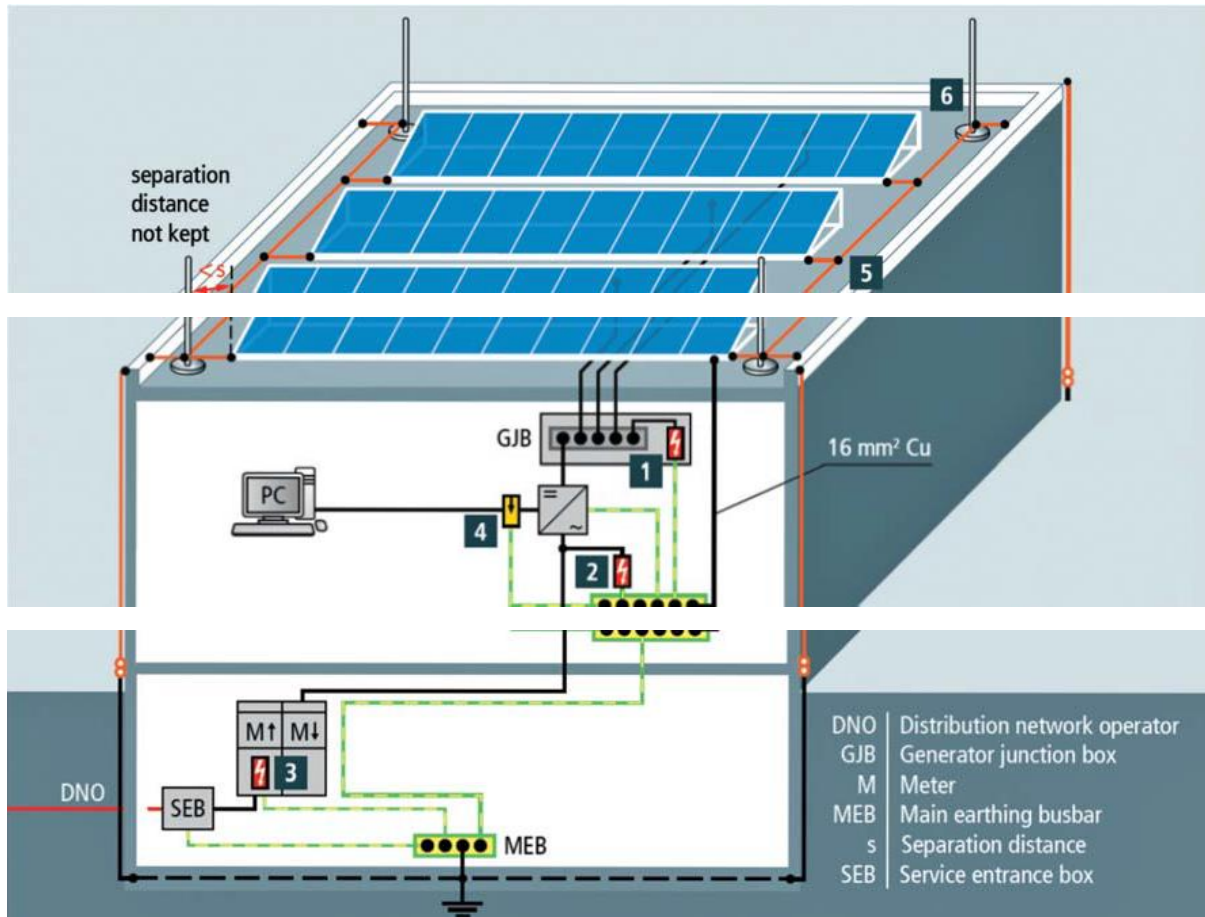 6
separation
distance
not kept
< s
5
GJB
1
16 mm² Cu
PC
4
~
2
M↑ M↓
3
DNO
SEB
MEB
DNO | Distribution network operator
GJB | Generator junction box
M | Meter
MEB | Main earthing busbar
s | Separation distance
SEB | Service entrance box